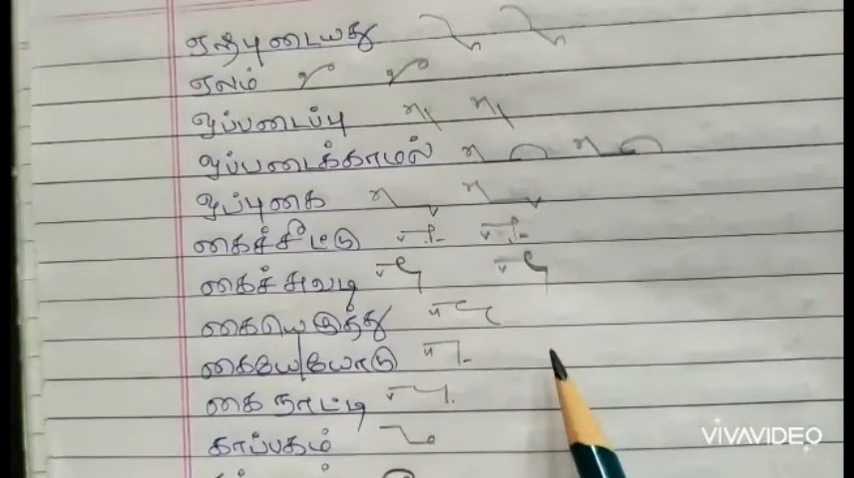 ஏற்புடையது
ஏலம்
ஒப்படைப்பு
ஒப்படைக்காமல்
ஒப்புகை
கைச்சீட்டு
கைச்சுவடி
கையெழுத்து
கையேயோடு
கை நாட்டி
காப்பகம்
VIVAVIDEO